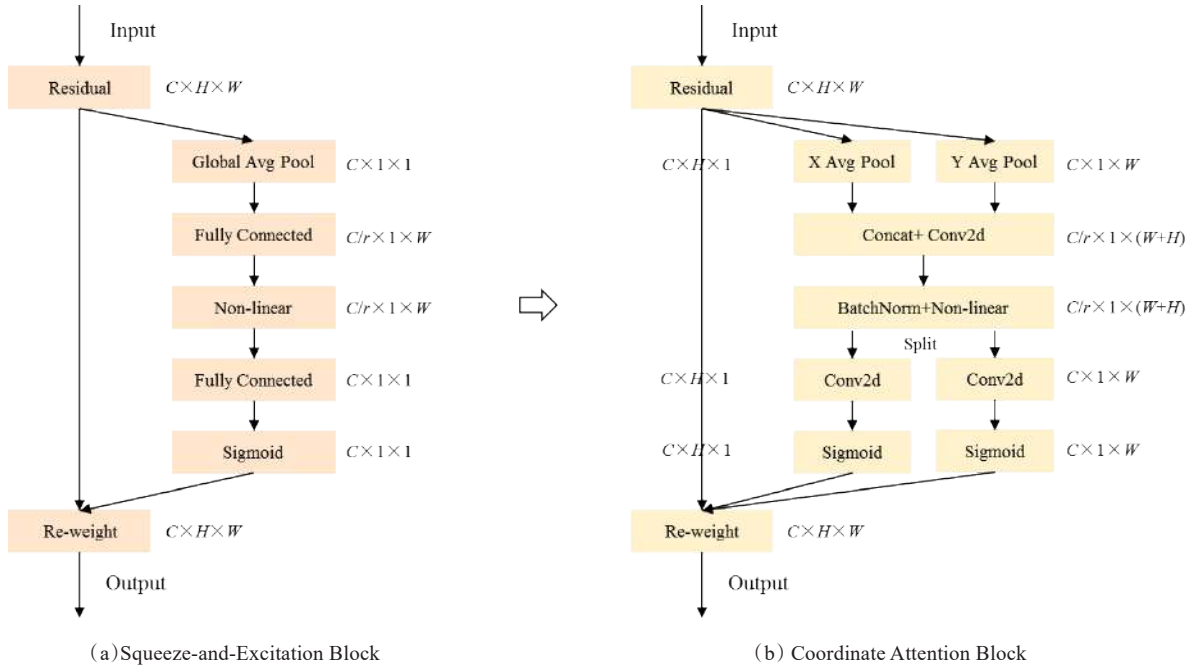 Input
Residual
C×H×W
Global Avg Pool
C×1×1
Fully Connected
C/r×1×W
Non-linear
C/r×1×W
Fully Connected
C×1×1
Sigmoid
C×1×1
Re-weight
C×H×W
Output
(a)Squeeze-and-Excitation Block
Input
Residual
C×H×W
C×H×1
X Avg Pool
Y Avg Pool
C×1×W
Concat+ Conv2d
C/r×1×(W+H)
BatchNorm+Non-linear
C/r×1×(W+H)
Split
C×H×1
Conv2d
Conv2d
C×1×W
C×H×1
Sigmoid
Sigmoid
C×1×W
Re-weight
C×H×W
Output
(b) Coordinate Attention Block